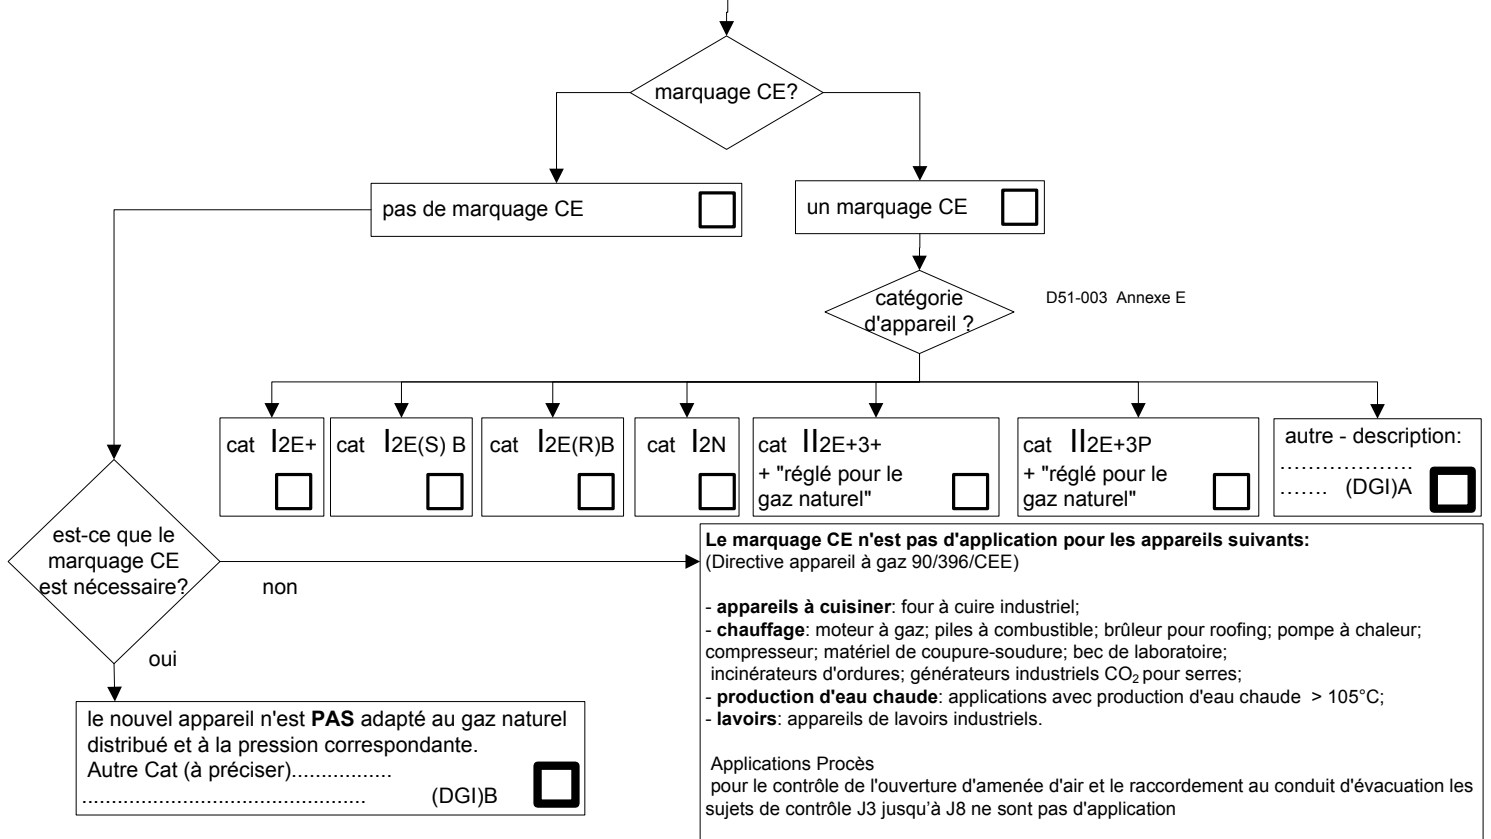 marquage CE?
pas de marquage CE
un marquage CE
catégorie
d'appareil ?
D51-003 Annexe E
cat I2E+
cat I2E(S) B
cat I2E(R)B
cat I2N
cat II2E+3+
+ "réglé pour le
gaz naturel"
cat II2E+3P
+ "réglé pour le
gaz naturel"
autre - description:
...................
....... (DGI)A
est-ce que le
marquage CE
est nécessaire?
non
oui
le nouvel appareil n'est PAS adapté au gaz naturel
distribué et à la pression correspondante.
Autre Cat (à préciser).................
................................................ (DGI)B
Le marquage CE n'est pas d'application pour les appareils suivants:
(Directive appareil à gaz 90/396/CEE)
- appareils à cuisiner: four à cuire industriel;
- chauffage: moteur à gaz; piles à combustible; brûleur pour roofing; pompe à chaleur;
compresseur; matériel de coupure-soudure; bec de laboratoire;
incinérateurs d'ordures; générateurs industriels CO2 pour serres;
- production d'eau chaude: applications avec production d'eau chaude > 105°C;
- lavoirs: appareils de lavoirs industriels.
Applications Procès
pour le contrôle de l'ouverture d'amenée d'air et le raccordement au conduit d'évacuation les
sujets de contrôle J3 jusqu'à J8 ne sont pas d'application